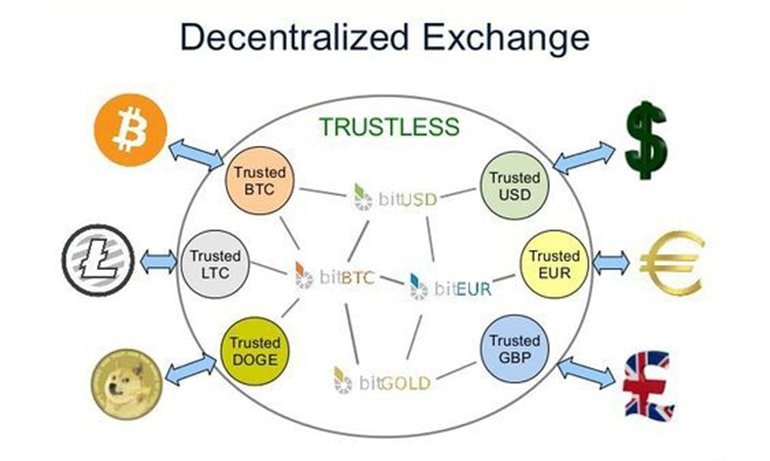 Decentralized Exchange
TRUSTLESS
Trusted
BTC
bitUSD
Trusted
USD
Trusted
LTC
bitBTC
bitEUR
Trusted
EUR
Trusted
DOGE
bitGOLD
Trusted
GBP